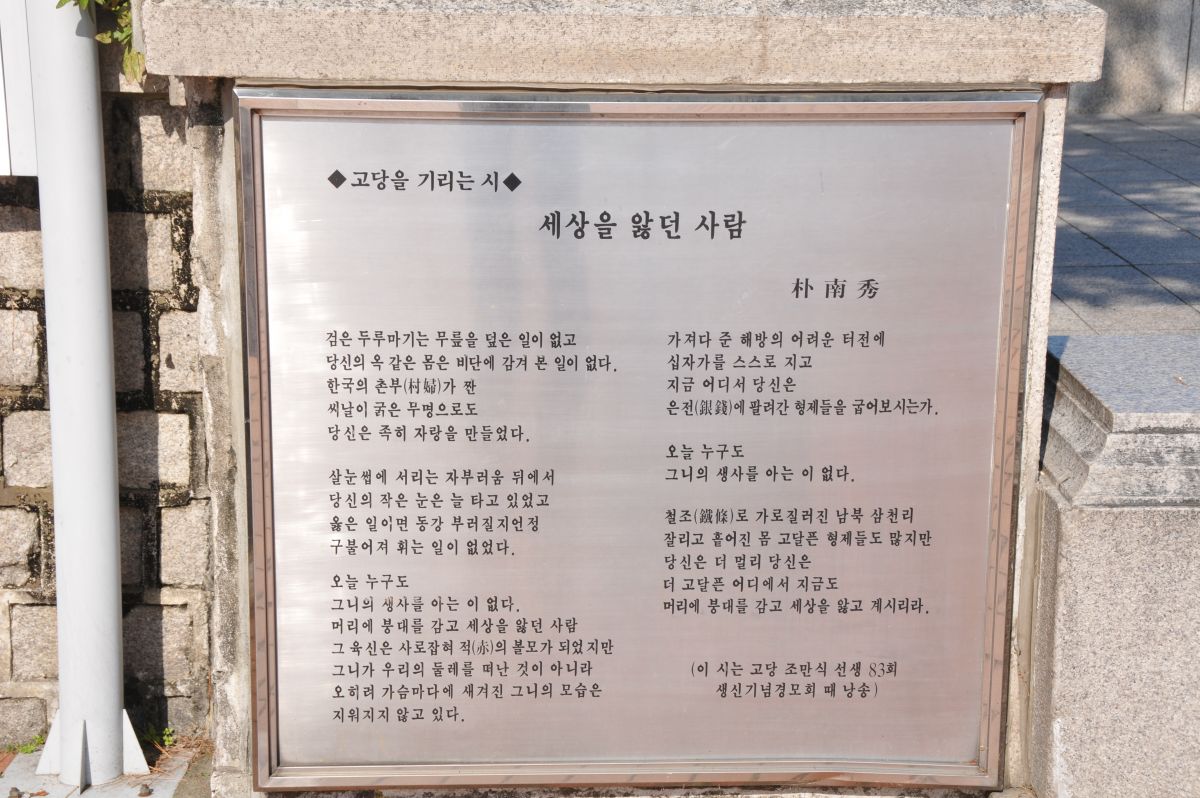 ◆고당을 기리는 시◆
세상을 앓던 사람
朴南秀
검은 두루마기는 무릎을 덮은 일이 없고
당신의 옥 같은 몸은 비단에 감겨 본 일이 없다.
한국의 촌부(村婦)가 짠
씨날이 굵은 무명으로도
당신은 족히 자랑을 만들었다.
살눈썹에 서리는 자부러움 뒤에서
당신의 작은 눈은 늘 타고 있었고
옳은 일이면 동강 부러질지언정
구불어져 휘는 일이 없었다.
오늘 누구도
그니의 생사를 아는 이 없다.
머리에 붕대를 감고 세상을 앓던 사람
그 육신은 사로잡혀 적(赤)의 볼모가 되었지만
그니가 우리의 둘레를 떠난 것이 아니라
오히려 가슴마다에 새겨진 그니의 모습은
지워지지 않고 있다.
가져다 준 해방의 어려운 터전에
십자가를 스스로 지고
지금 어디서 당신은
은전(銀錢)에 팔려간 형제들을 굽어보시는가.
오늘 누구도
그니의 생사를 아는 이 없다.
철조(鐵條)로 가로질러진 남북 삼천리
잘리고 흩어진 몸 고달픈 형제들도 많지만
당신은 더 멀리 당신은
더 고달픈 어디에서 지금도
머리에 붕대를 감고 세상을 앓고 계시리라.
(이 시는 고당 조만식 선생 83회
생신기념경모회 때 낭송)